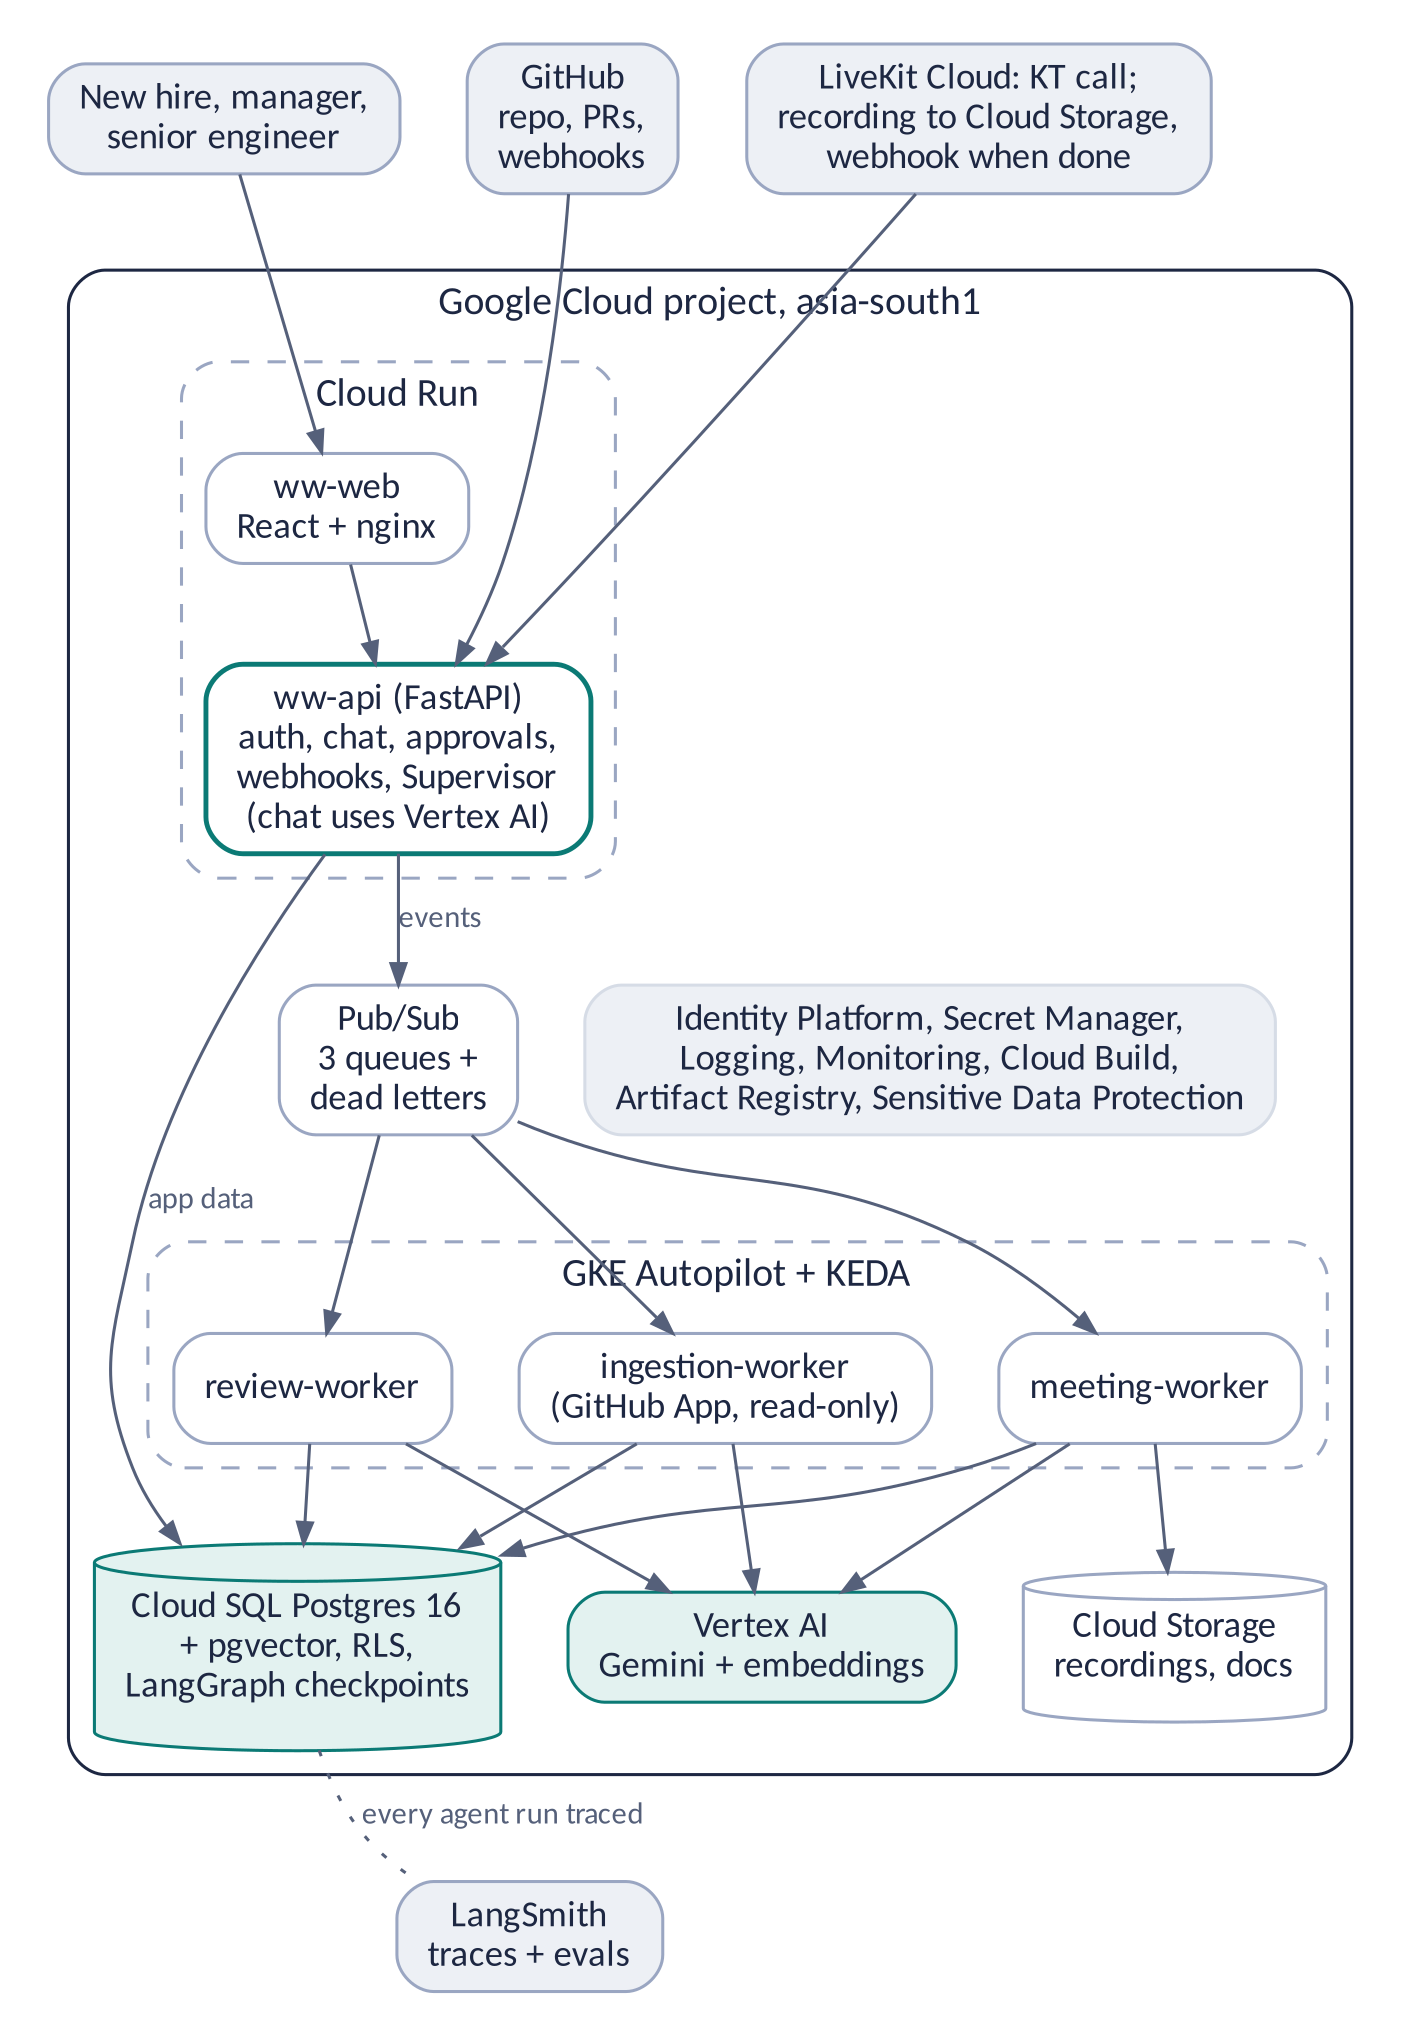 New hire, manager,
senior engineer
GitHub
repo, PRs,
webhooks
LiveKit Cloud: KT call;
recording to Cloud Storage,
webhook when done
Google Cloud project, asia-south1
Cloud Run
ww-web
React + nginx
ww-api (FastAPI)
auth, chat, approvals,
webhooks, Supervisor
(chat uses Vertex AI)
events
Pub/Sub
3 queues +
dead letters
Identity Platform, Secret Manager,
Logging, Monitoring, Cloud Build,
Artifact Registry, Sensitive Data Protection
app data
GKE Autopilot + KEDA
review-worker
ingestion-worker
(GitHub App, read-only)
meeting-worker
Cloud SQL Postgres 16
+ pgvector, RLS,
LangGraph checkpoints
Vertex AI
Gemini + embeddings
Cloud Storage
recordings, docs
every agent run traced
LangSmith
traces + evals